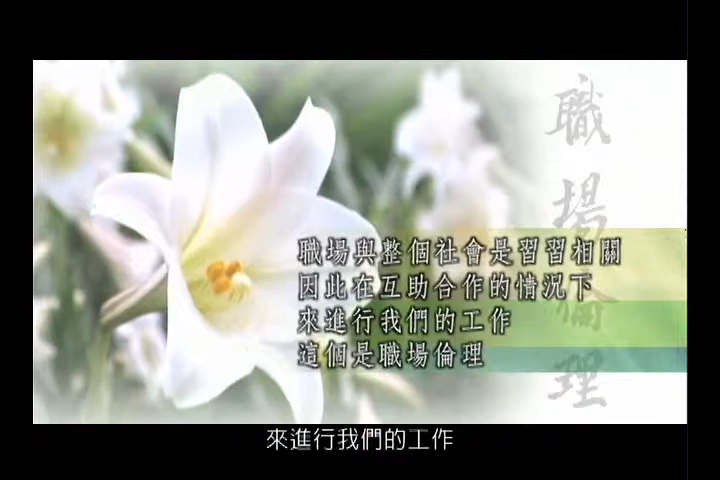 職場倫理
職場與整個社會是習習相關
因此在互助合作的情況下
來進行我們的工作
這個是職場倫理
來進行我們的工作